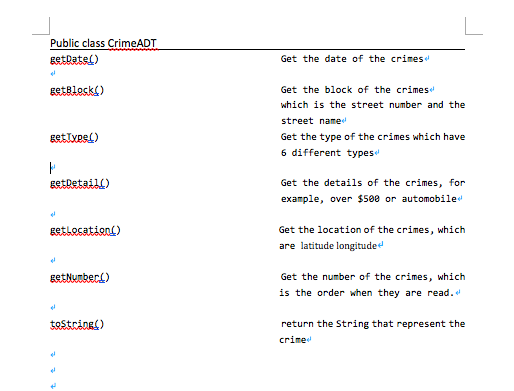 Public class CrimeADT
getDate() Get the date of the crimes
getBlock() Get the block of the crimes
which is the street number and the
street name
getType() Get the type of the crimes which have
6 different types
getDetail() Get the details of the crimes, for
example, over $500 or automobile
getLocation() Get the location of the crimes, which
are latitude longitude
getNumber() Get the number of the crimes, which
is the order when they are read.
toString() return the String that represent the
crime